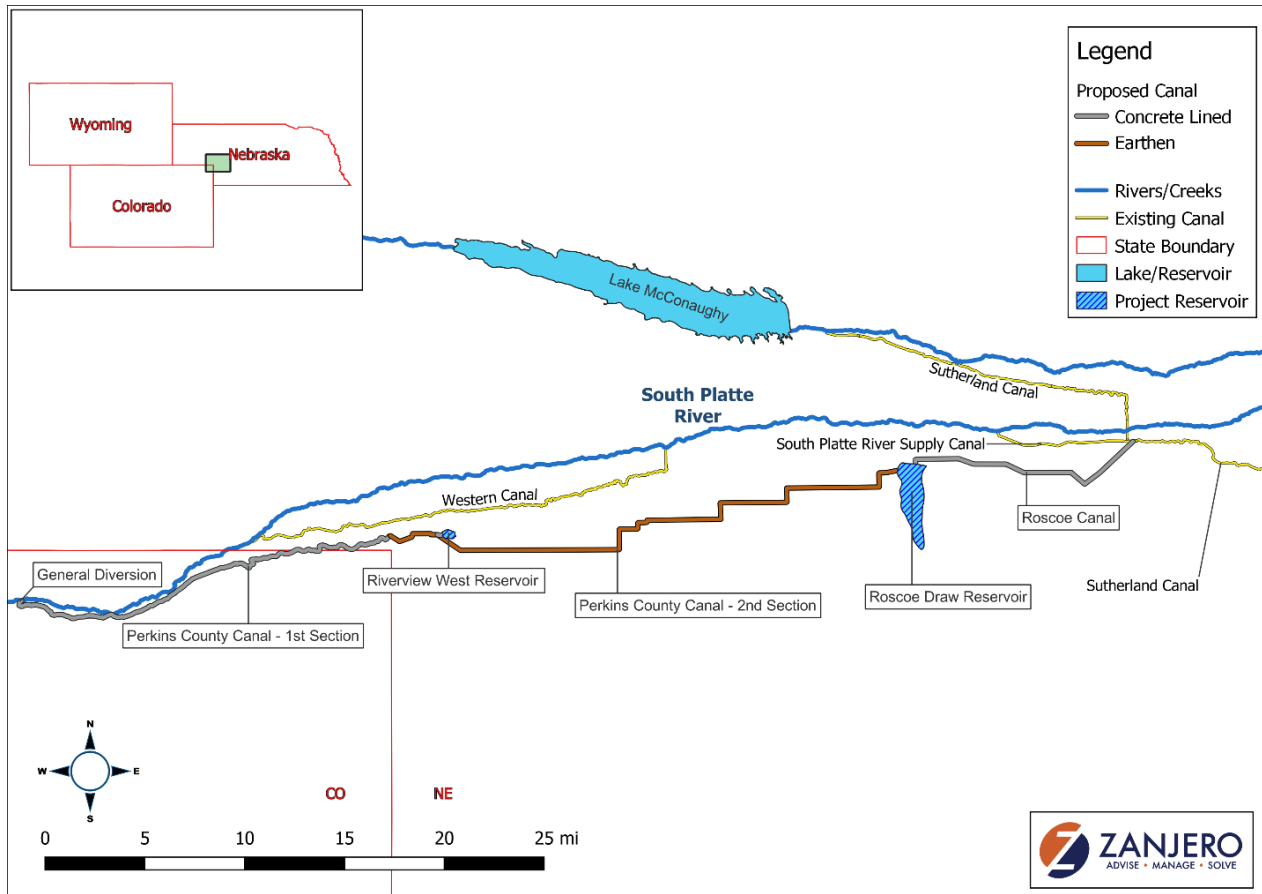 Wyoming
Nebraska
Colorado
Legend
Proposed Canal
Concrete Lined
Earthen
Rivers/Creeks
Existing Canal
State Boundary
Lake/Reservoir
Project Reservoir
Lake McConaughy
Sutherland Canal
South Platte
River
South Platte River Supply Canal
Western Canal
Roscoe Canal
General Diversion
Riverview West Reservoir
Perkins County Canal - 2nd Section
Roscoe Draw Reservoir
Sutherland Canal
Perkins County Canal - 1st Section
N
W
E
S
CO
NE
0 5 10 15 20 25 mi
Z
ZANJERO
ADVISE • MANAGE • SOLVE